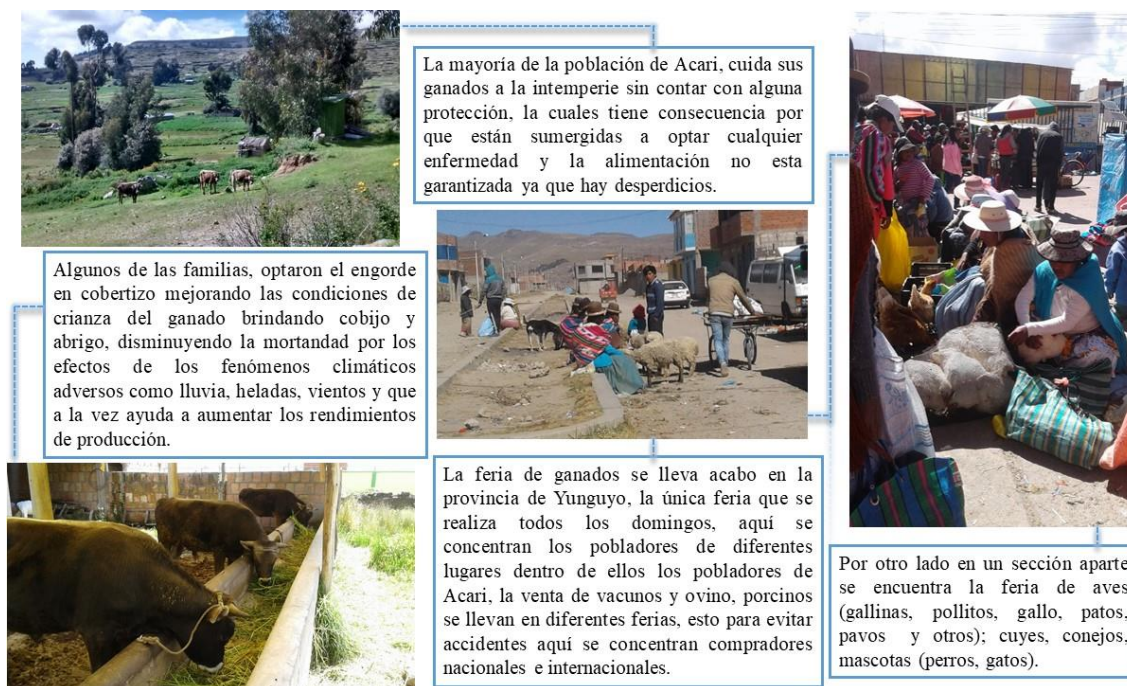 La mayoría de la población de Acari, cuida sus
ganados a la intemperie sin contar con alguna
protección, la cuales tiene consecuencia por
que están sumergidas a optar cualquier
enfermedad y la alimentación no esta
garantizada ya que hay desperdicios.
Algunos de las familias, optaron el engorde
en cobertizo mejorando las condiciones de
crianza del ganado brindando cobijo y
abrigo, disminuyendo la mortandad por los
efectos de los fenómenos climáticos
adversos como lluvia, heladas, vientos y que
a la vez ayuda a aumentar los rendimientos
de producción.
La feria de ganados se lleva acabo en la
provincia de Yunguyo, la única feria que se
realiza todos los domingos, aquí se
concentran los pobladores de diferentes
lugares dentro de ellos los pobladores de
Acari, la venta de vacunos y ovino, porcinos
se llevan en diferentes ferias, esto para evitar
accidentes aquí se concentran compradores
nacionales e internacionales.
Por otro lado en un sección aparte
se encuentra la feria de aves
(gallinas, pollitos, gallo, patos,
pavos y otros); cuyes, conejos,
mascotas (perros, gatos).